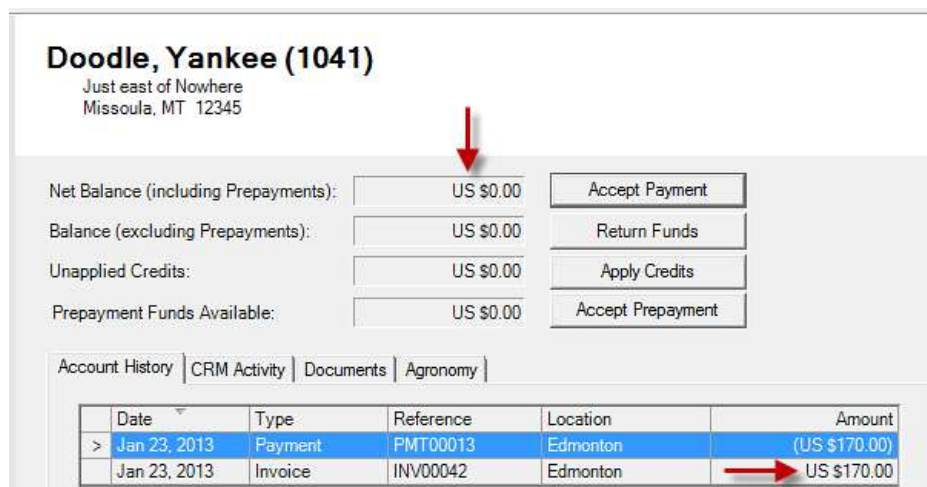 Doodle, Yankee (1041)
Just east of Nowhere
Missoula, MT 12345
Net Balance (including Prepayments): US $0.00 Accept Payment
Balance (excluding Prepayments): US $0.00 Return Funds
Unapplied Credits: US $0.00 Apply Credits
Prepayment Funds Available: US $0.00 Accept Prepayment
Account History CRM Activity Documents Agronomy
Date Type Reference Location Amount
> Jan 23, 2013 Payment PMT00013 Edmonton (US $170.00)
Jan 23, 2013 Invoice INV00042 Edmonton US $170.00